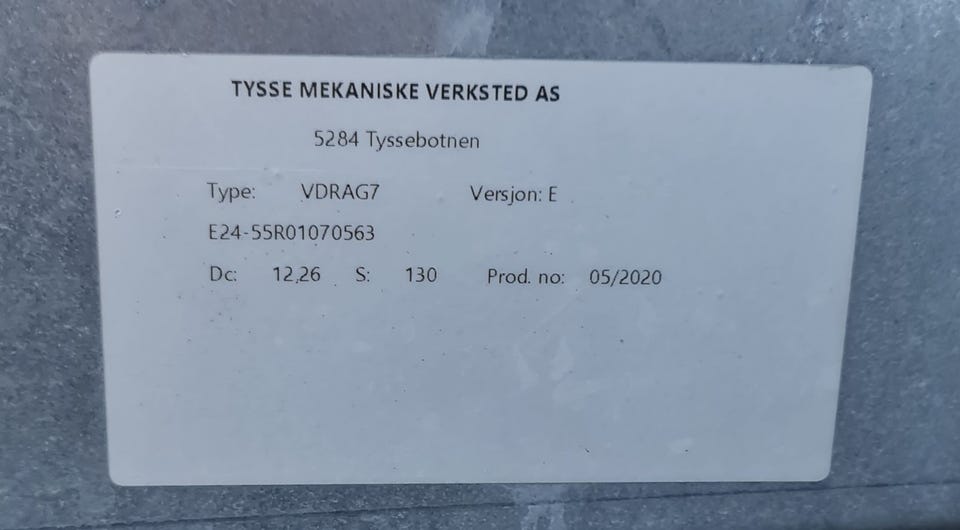 TYSSE MEKANISKE VERKSTED AS
5284 Tyssebotnen
Type: VDRAG7 Versjon: E
E24-55R01070563
Dc: 12,26 S: 130 Prod. no: 05/2020